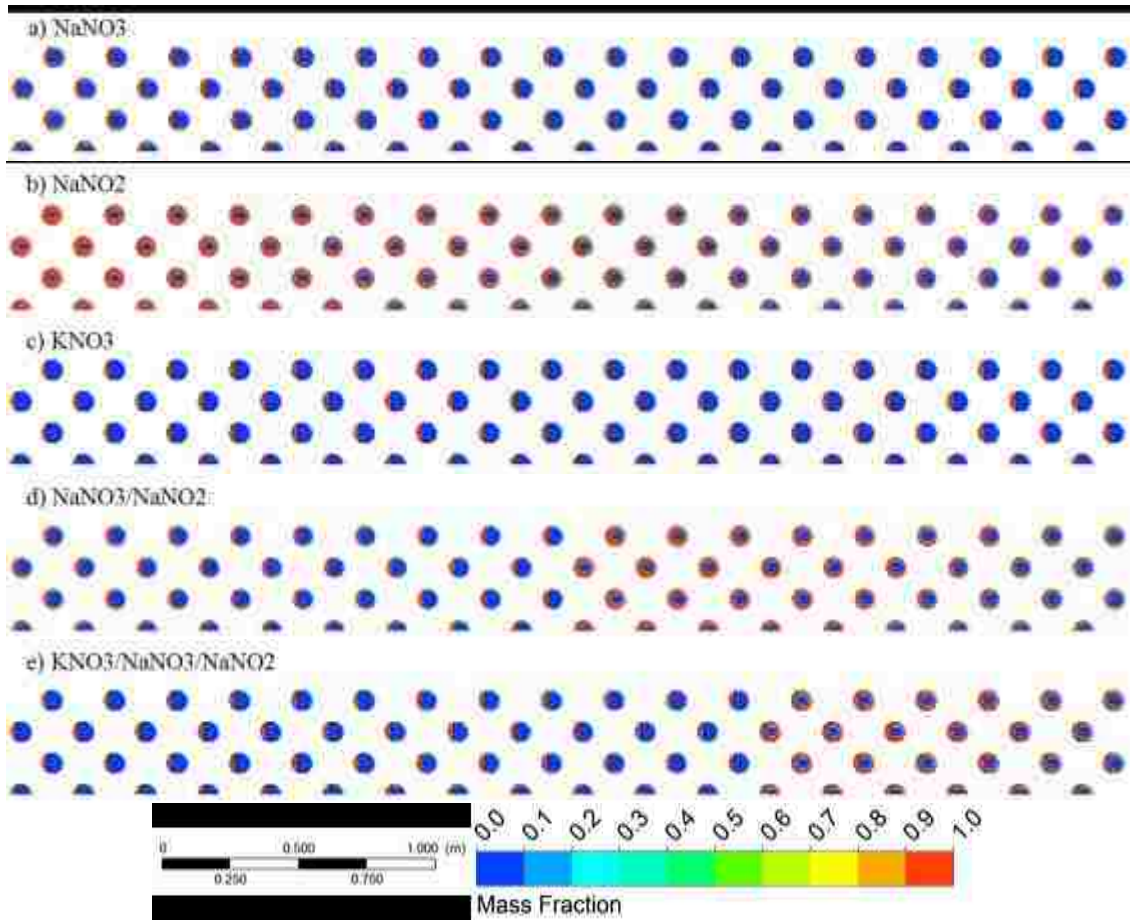 a) NaNO3
b) NaNO2
c) KNO3
d) NaNO3/NaNO2
e) KNO3/NaNO3/NaNO2
0 0.500 1.000 (m)
0.250 0.750
0.0 0.1 0.2 0.3 0.4 0.5 0.6 0.7 0.8 0.9 1.0
Mass Fraction